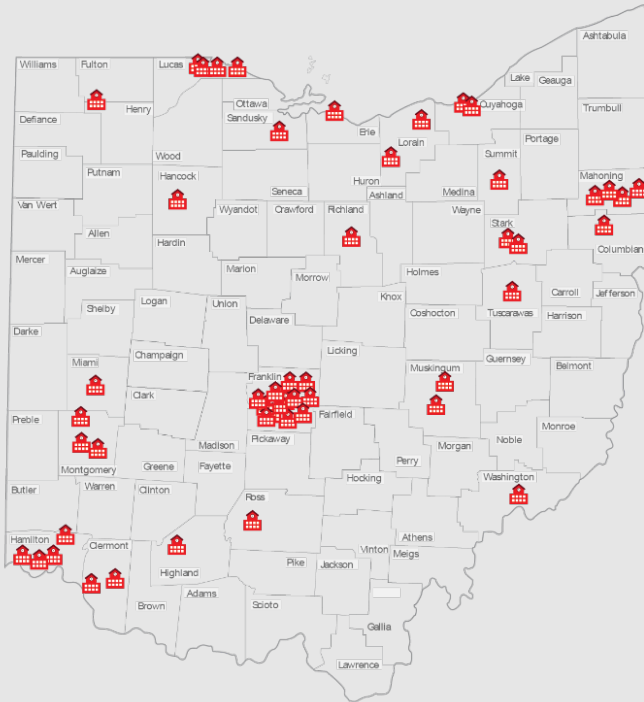 Ashtabula
Williams
Fulton
Lucas
Lake
Geauga
Ottawa
Cuyahoga
Henry
Sandusky
Trumbull
Defiance
Erie
Lorain
Portage
Wood
Summit
Paulding
Putnam
Hancock
Huron
Mahoning
Seneca
Ashland
Medina
Van Wert
Wyandot
Crawford
Richland
Wayne
Stark
Allen
Hardin
Columbian
Mercer
Auglaize
Marion
Morrow
Holmes
Carroll
Jefferson
Shelby
Logan
Union
Knox
Coshocton
Tuscarawas
Harrison
Delaware
Darke
Champaign
Licking
Guernsey
Miami
Franklin
Muskingum
Belmont
Clark
Preble
Fairfield
Monroe
Madison
Pickaway
Noble
Morgan
Montgomery
Greene
Fayette
Perry
Hocking
Washington
Butler
Warren
Clinton
Ross
Hamilton
Clermont
Athens
Vinton
Meigs
Highland
Pike
Jackson
Brown
Adams
Scioto
Gallia
Lawrence